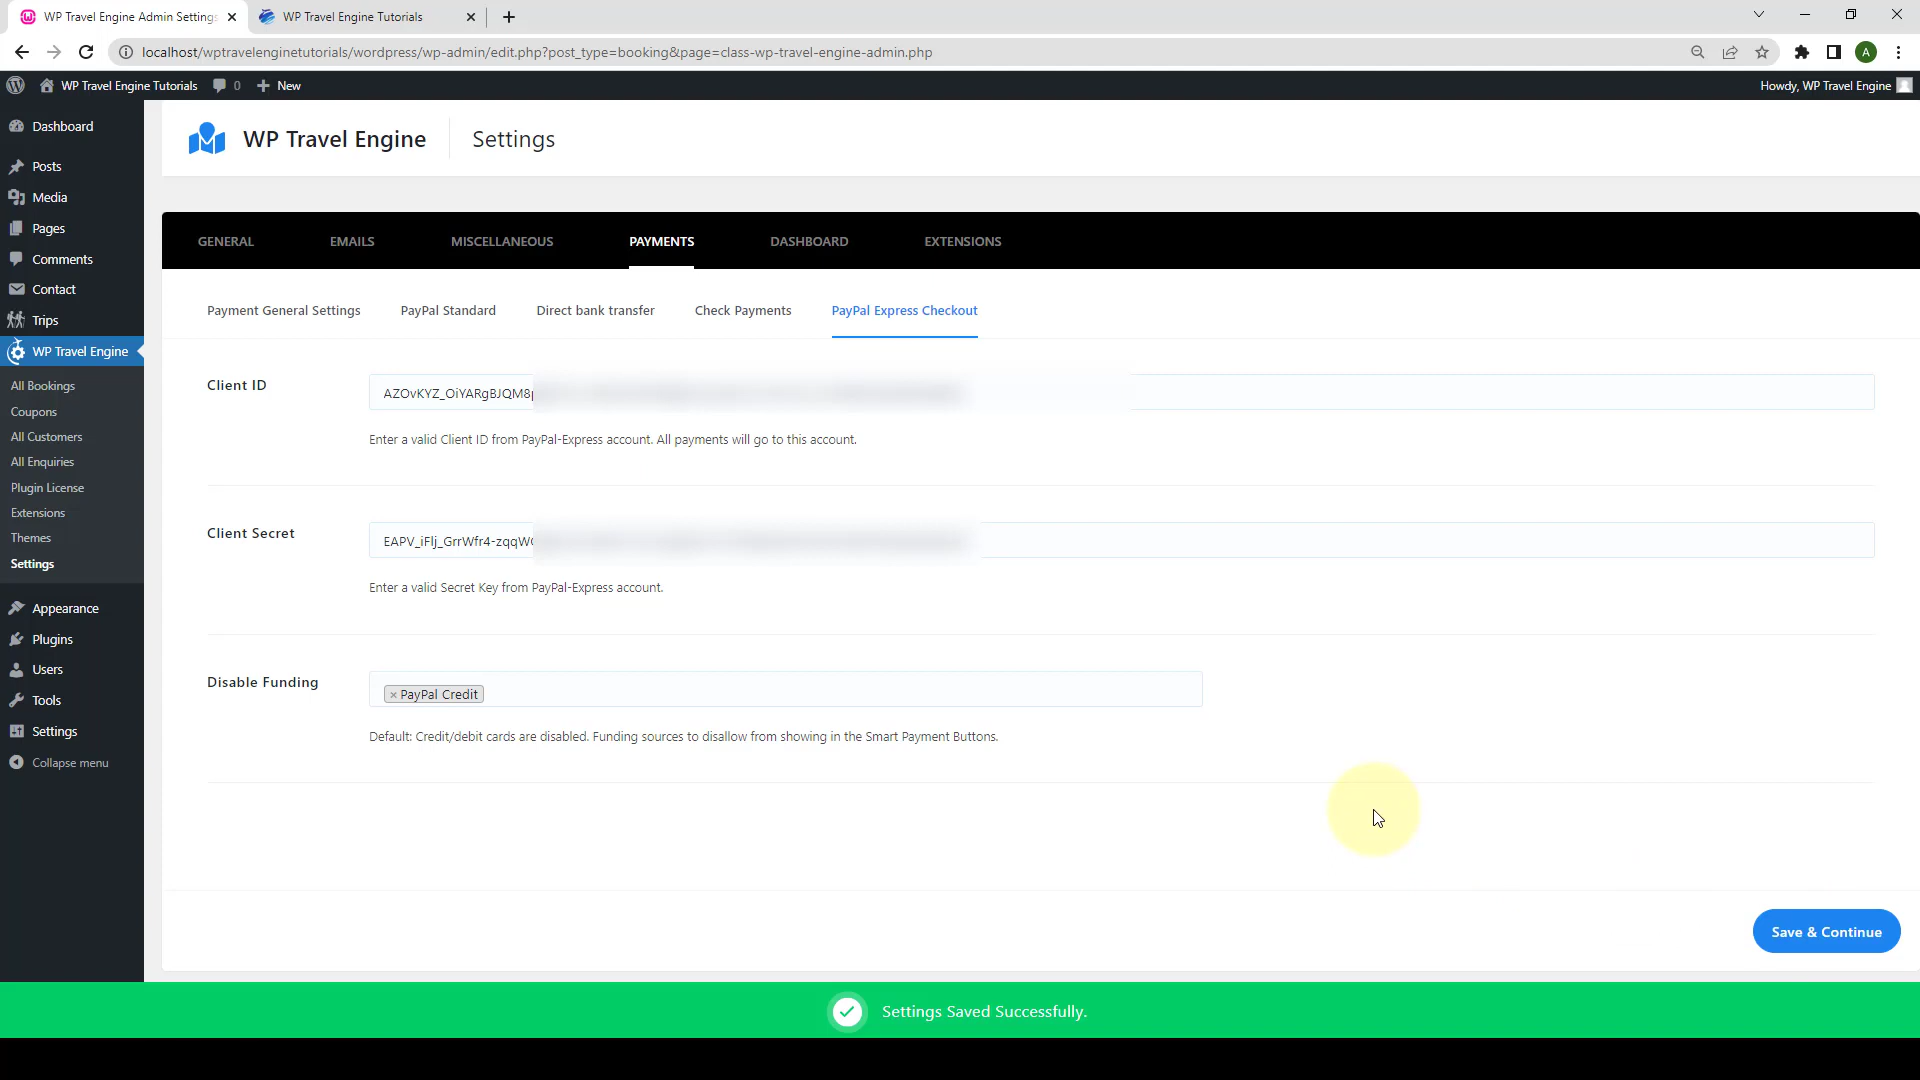 WP Travel Engine Admin Settings
WP Travel Engine Tutorials
localhost/wptravelenginetutorials/wordpress/wp-admin/edit.php?post_type=booking&page=class-wp-travel-engine-admin.php
A
WP Travel Engine Tutorials
0
New
Howdy, WP Travel Engine
Dashboard
Posts
Media
Pages
Comments
Contact
Trips
WP Travel Engine
All Bookings
Coupons
All Customers
All Enquiries
Plugin License
Extensions
Themes
Settings
Appearance
Plugins
Users
Tools
Settings
Collapse menu
WP Travel Engine
Settings
GENERAL
EMAILS
MISCELLANEOUS
PAYMENTS
DASHBOARD
EXTENSIONS
Payment General Settings
PayPal Standard
Direct bank transfer
Check Payments
PayPal Express Checkout
Client ID
Enter a valid Client ID from PayPal-Express account. All payments will go to this account.
Client Secret
Enter a valid Secret Key from PayPal-Express account.
Disable Funding
× PayPal Credit
Default: Credit/debit cards are disabled. Funding sources to disallow from showing in the Smart Payment Buttons.
Save & Continue
Settings Saved Successfully.